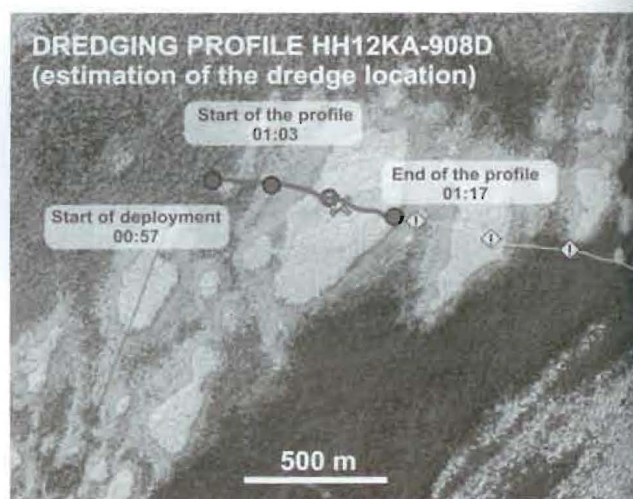 DREDGING PROFILE HH12KA-908D
(estimation of the dredge location)
Start of the profile
01:03
End of the profile
01:17
Start of deployment
00:57
500 m